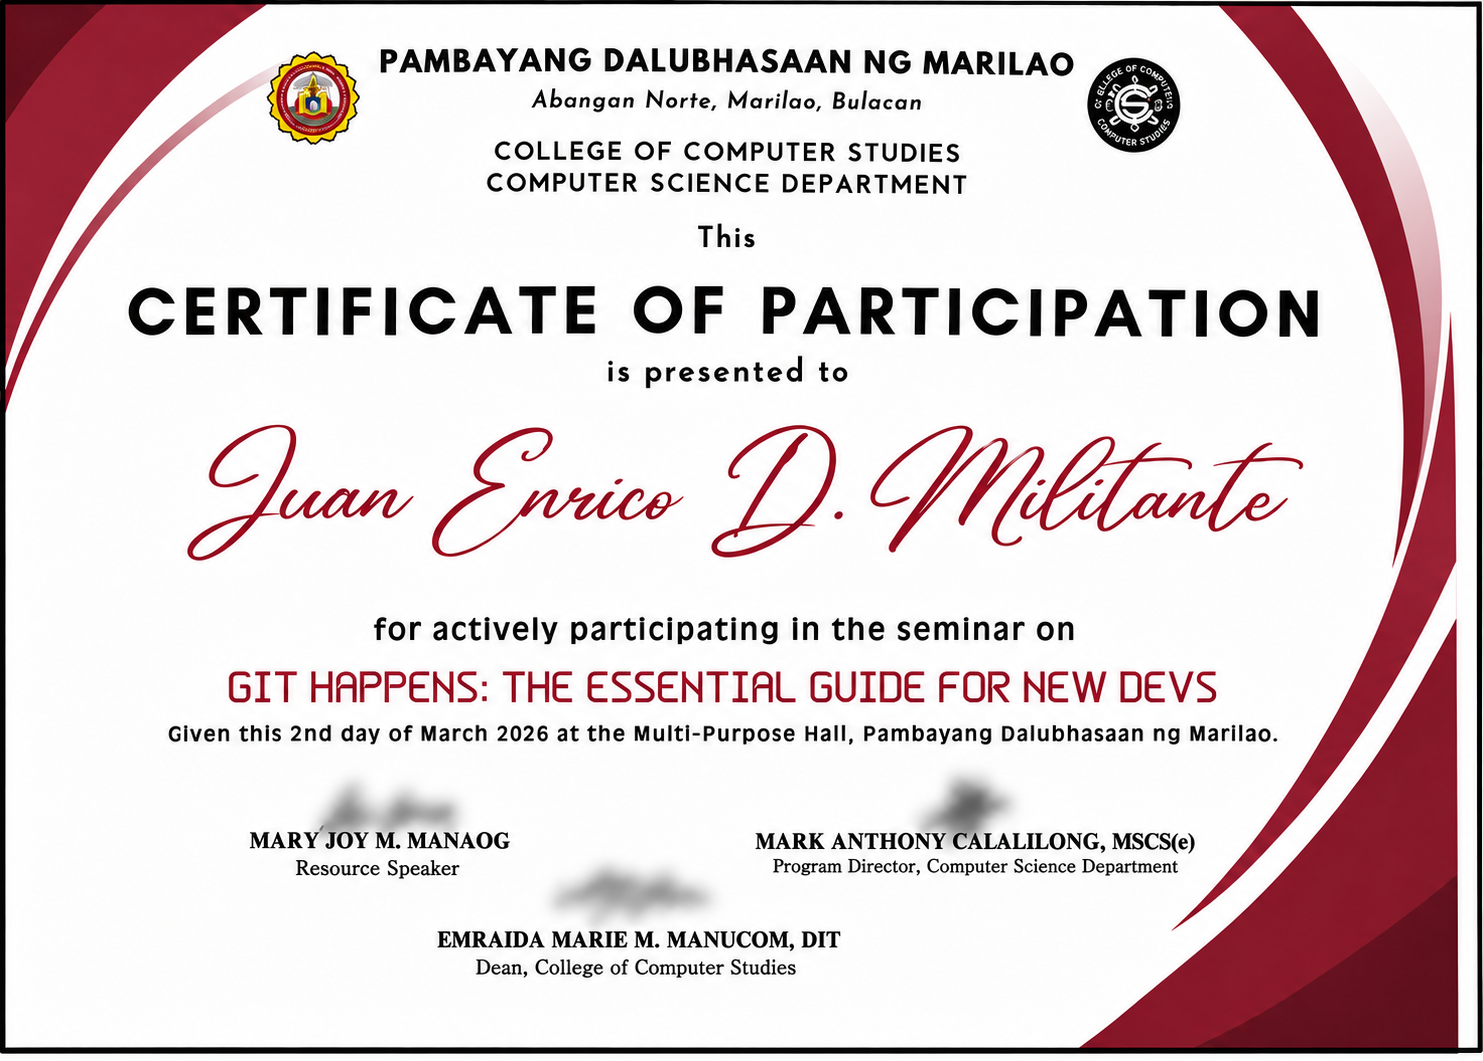 PAMBAYANG DALUBHASAAN NG MARILAO
Abangan Norte, Marilao, Bulacan
COLLEGE OF COMPUTER STUDIES
COMPUTER SCIENCE DEPARTMENT
This
CERTIFICATE OF PARTICIPATION
is presented to
Juan Enrico D. Militante
for actively participating in the seminar on
GIT HAPPENS: THE ESSENTIAL GUIDE FOR NEW DEVS
Given this 2nd day of March 2026 at the Multi-Purpose Hall, Pambayang Dalubhasaan ng Marilao.
MARY JOY M. MANAOG
Resource Speaker
MARK ANTHONY CALALILONG, MSCS(e)
Program Director, Computer Science Department
EMRAIDA MARIE M. MANUCOM, DIT
Dean, College of Computer Studies
COMPUTER STUDIES